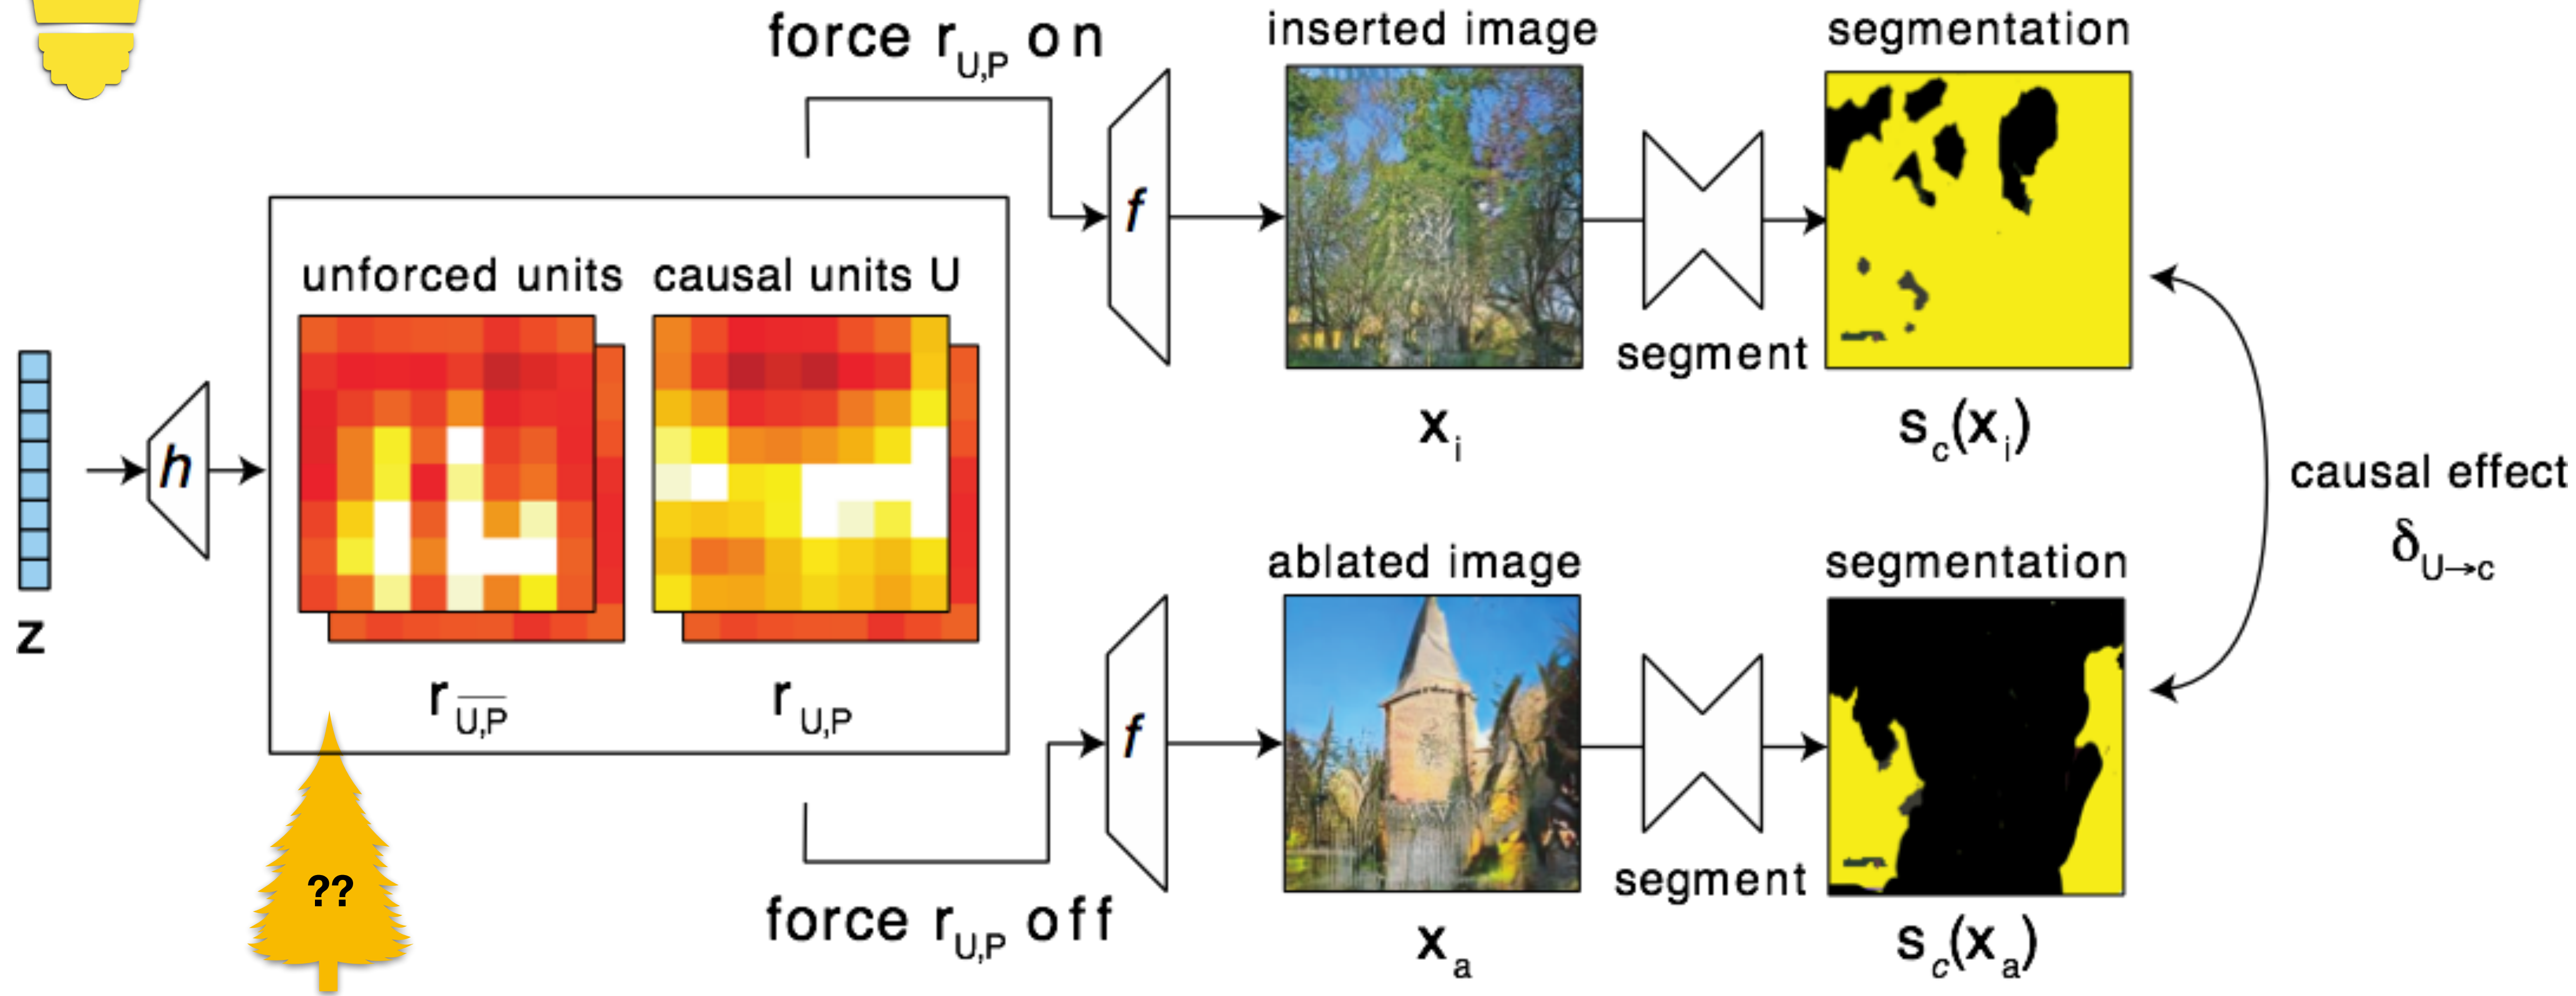 force r_U,P on
inserted image
segmentation
f
segment
x_i
s_c(x_i)
unforced units
causal units U
z
h
r_U,P̅
r_U,P
causal effect
δ_U→c
ablated image
segmentation
f
segment
force r_U,P off
x_a
s_c(x_a)
??